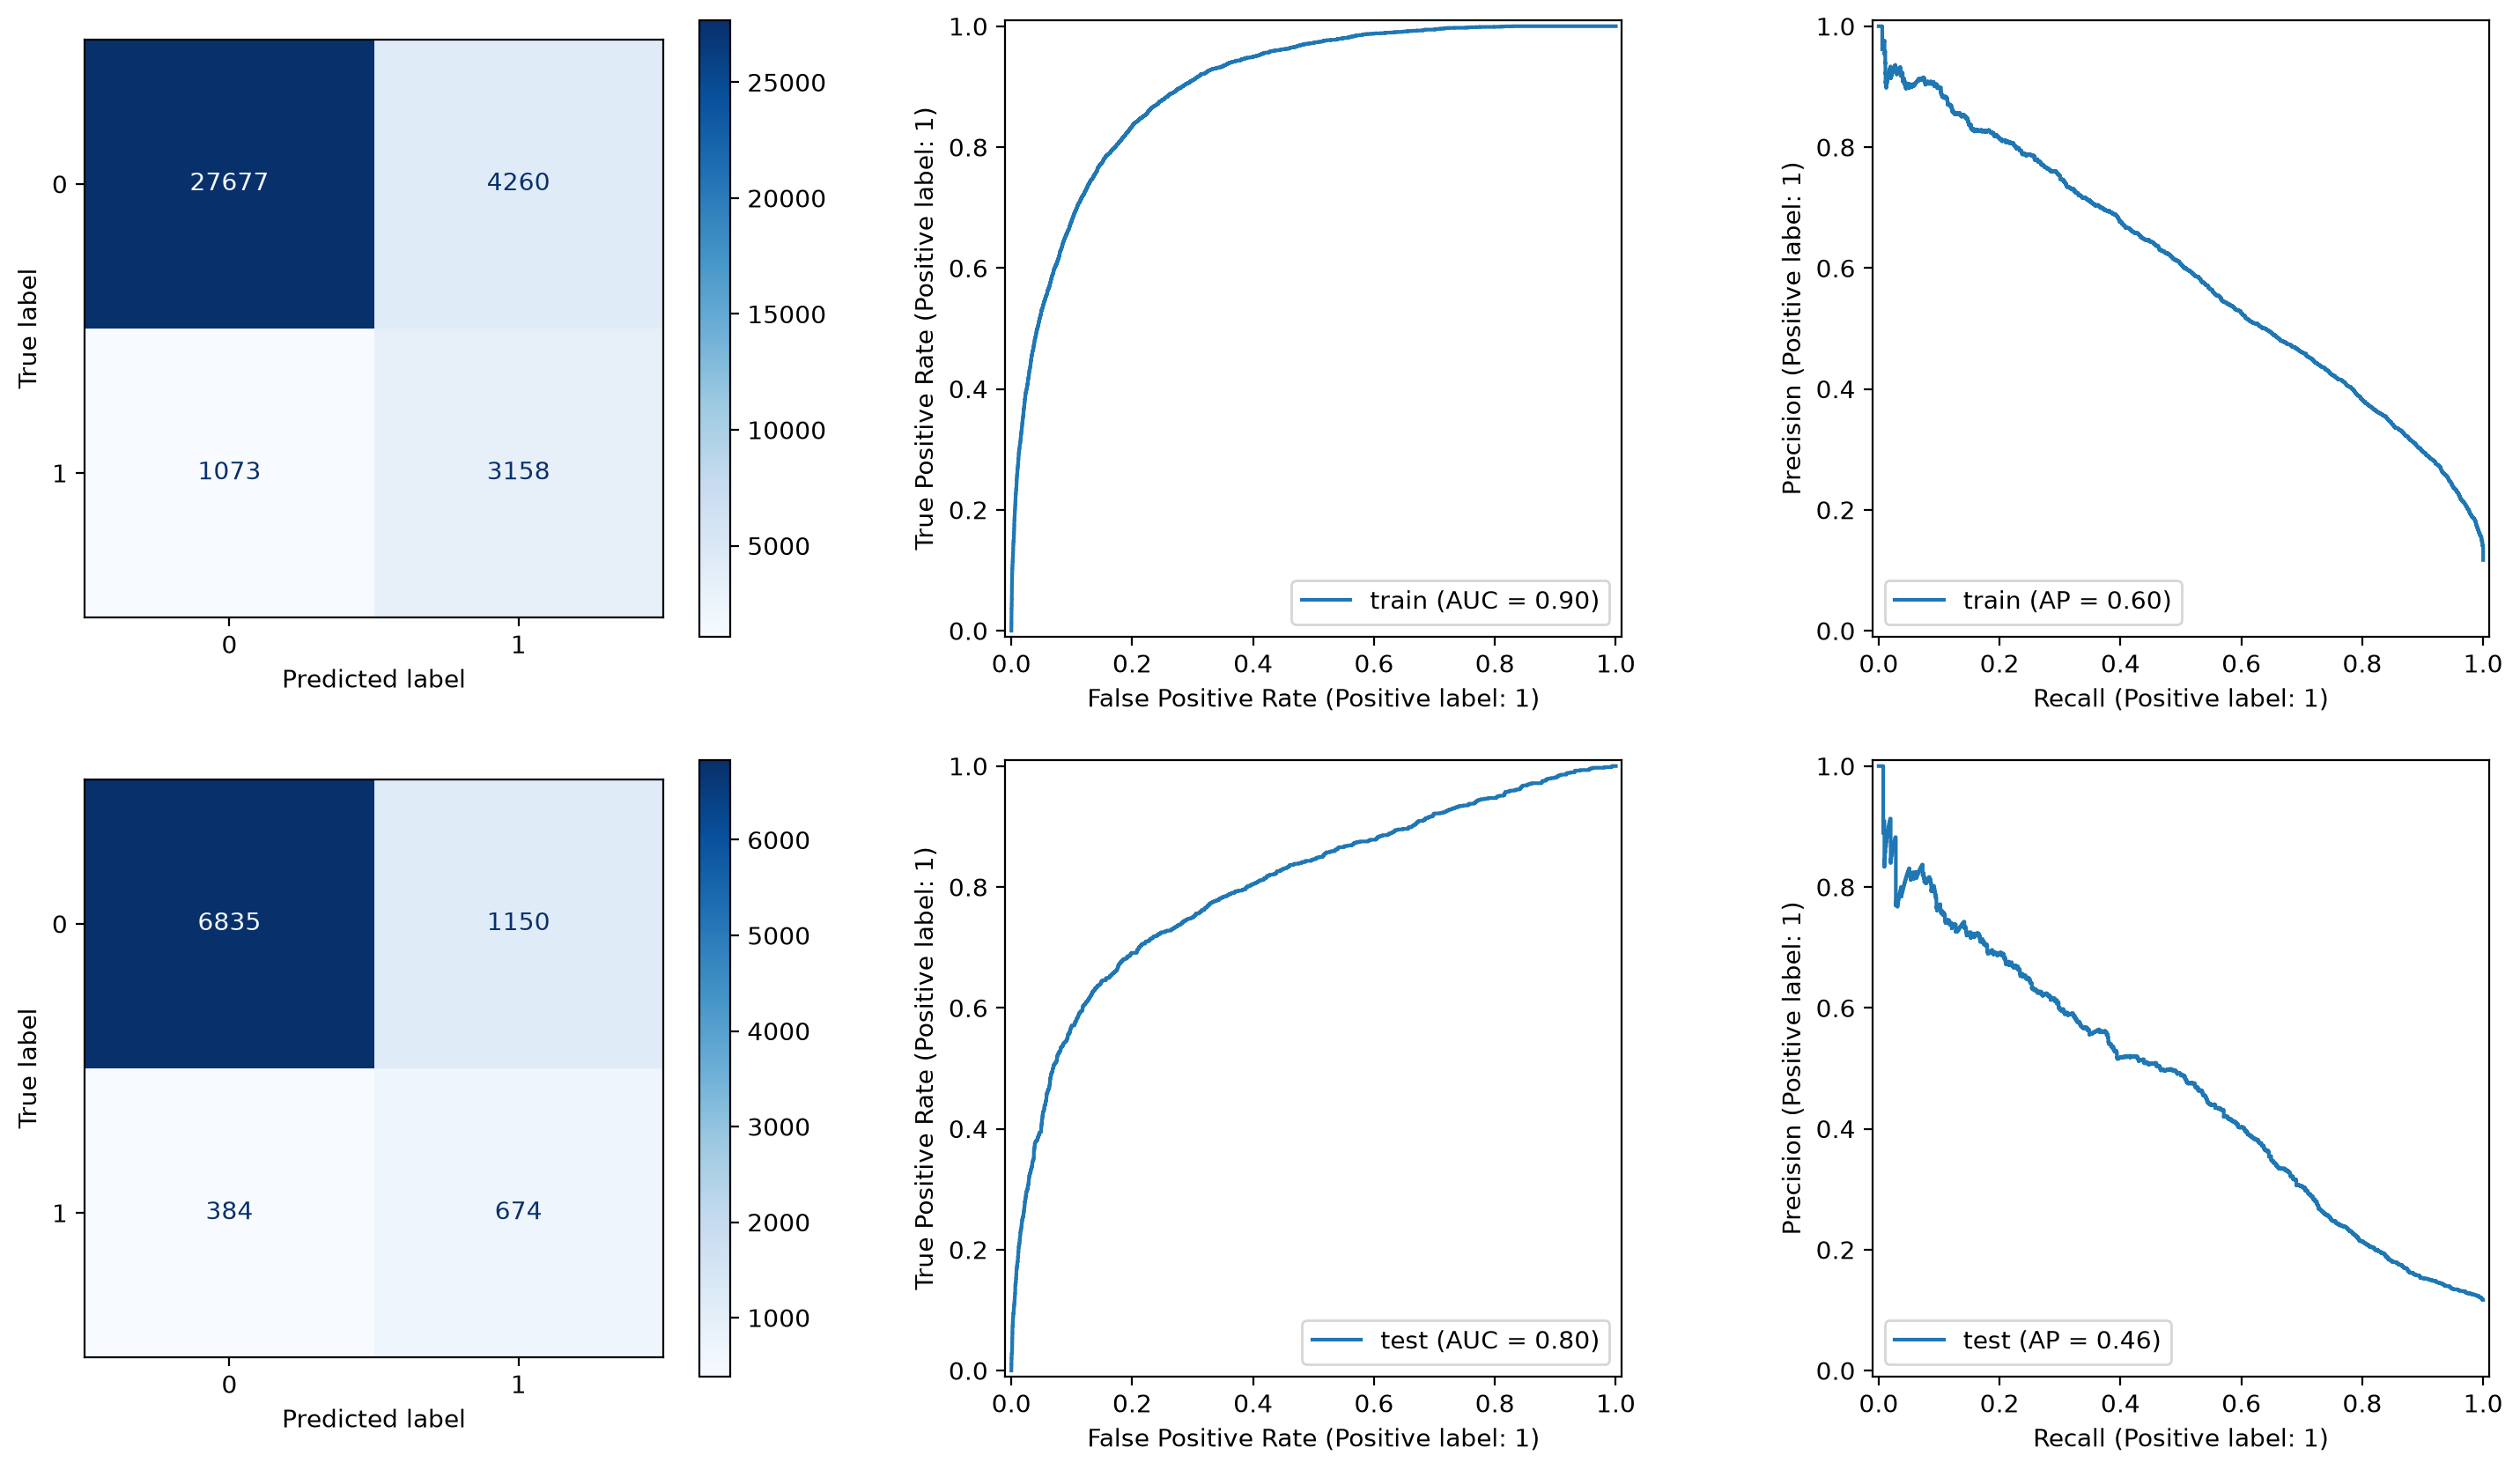 0
1
True label
27677
4260
1073
3158
0
1
Predicted label
25000
20000
15000
10000
5000
1.0
0.8
0.6
0.4
0.2
0.0
True Positive Rate (Positive label: 1)
train (AUC = 0.90)
0.0 0.2 0.4 0.6 0.8 1.0
False Positive Rate (Positive label: 1)
1.0
0.8
0.6
0.4
0.2
0.0
Precision (Positive label: 1)
train (AP = 0.60)
0.0 0.2 0.4 0.6 0.8 1.0
Recall (Positive label: 1)
0
1
True label
6835
1150
384
674
0
1
Predicted label
6000
5000
4000
3000
2000
1000
1.0
0.8
0.6
0.4
0.2
0.0
True Positive Rate (Positive label: 1)
test (AUC = 0.80)
0.0 0.2 0.4 0.6 0.8 1.0
False Positive Rate (Positive label: 1)
1.0
0.8
0.6
0.4
0.2
0.0
Precision (Positive label: 1)
test (AP = 0.46)
0.0 0.2 0.4 0.6 0.8 1.0
Recall (Positive label: 1)